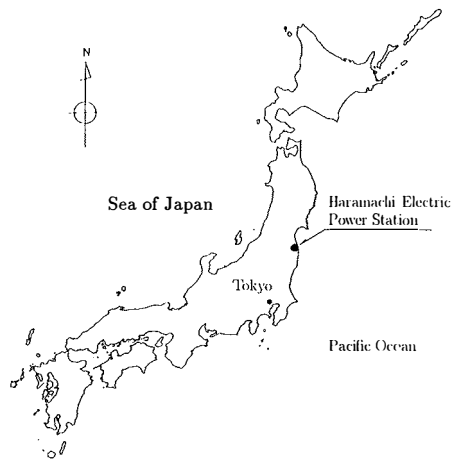 N
Sea of Japan
Haramachi Electric
Power Station
Tokyo
Pacific Ocean